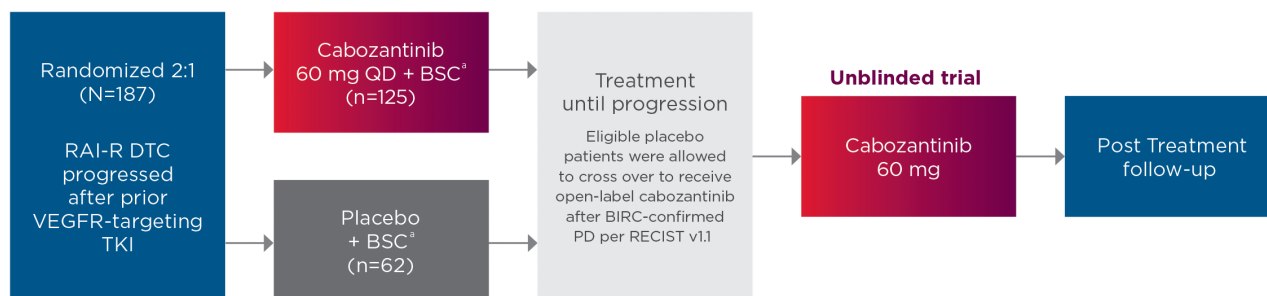 Randomized 2:1
(N=187)
RAI-R DTC
progressed
after prior
VEGFR-targeting
TKI
Cabozantinib
60 mg QD + BSCª
(n=125)
Placebo
+ BSCª
(n=62)
Treatment
until progression
Eligible placebo
patients were allowed
to cross over to receive
open-label cabozantinib
after BIRC-confirmed
PD per RECIST v1.1
Unblinded trial
Cabozantinib
60 mg
Post Treatment
follow-up